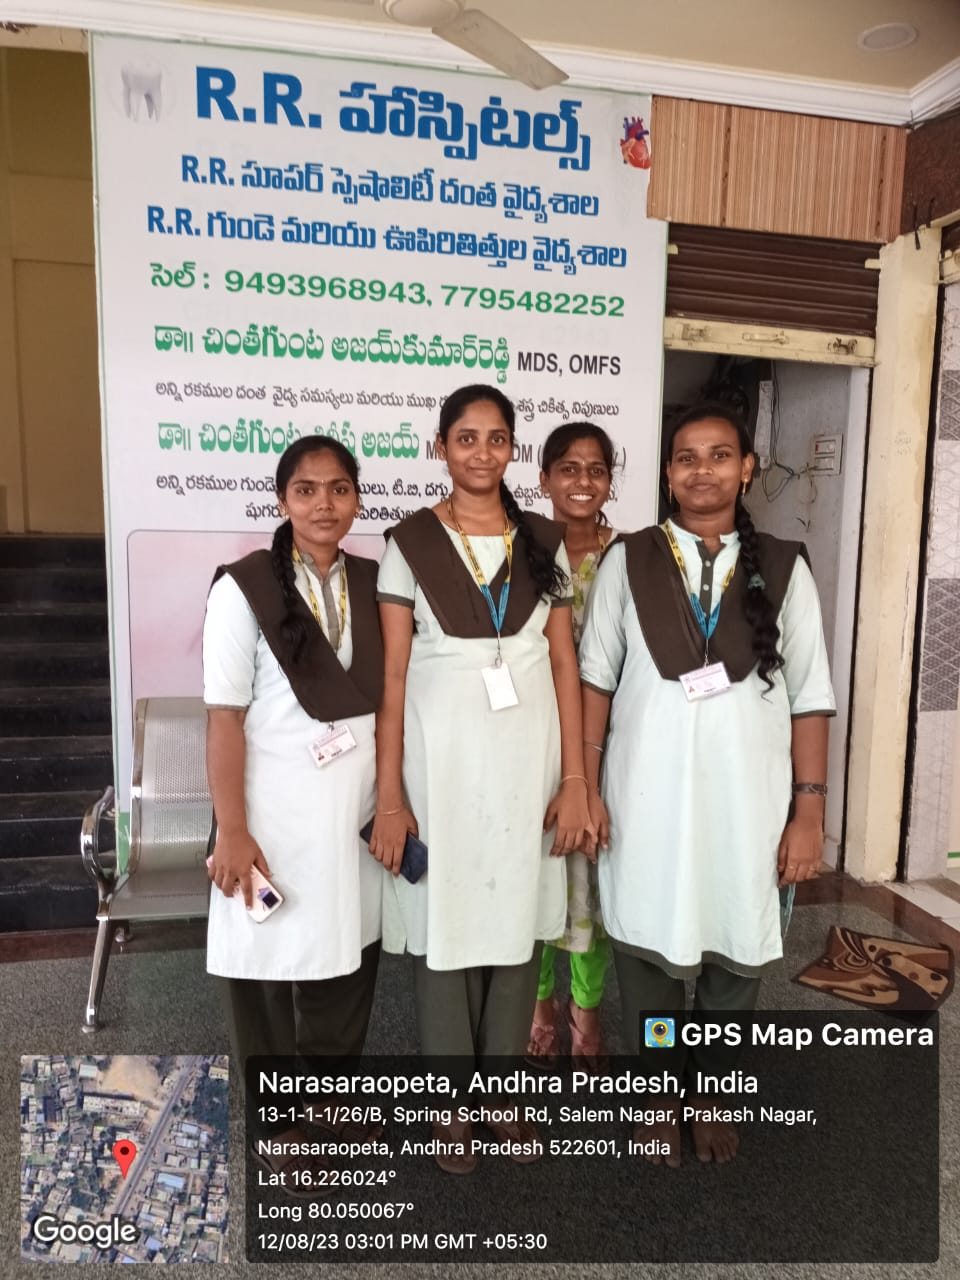 R.R. హాస్పిటల్స్
R.R. సూపర్ స్పెషాలిటీ దంత వైద్యశాల
R.R. గుండె మరియు ఊపిరితిత్తుల వైద్యశాల
సెల్ : 9493968943, 7795482252
డా॥ చింతగుంట అజయ్‌కుమార్‌రెడ్డి MDS, OMFS
అన్ని రకముల దంత వైద్య సమస్యలు మరియు ముఖ చికిత్స నిపుణులు
డా॥ చింతగుంట అజయ్
అన్ని రకముల గుండె టి.బి, దగ్గు
GPS Map Camera
Narasaraopeta, Andhra Pradesh, India
13-1-1-1/26/B, Spring School Rd, Salem Nagar, Prakash Nagar,
Narasaraopeta, Andhra Pradesh 522601, India
Lat 16.226024°
Long 80.050067°
12/08/23 03:01 PM GMT +05:30
Google